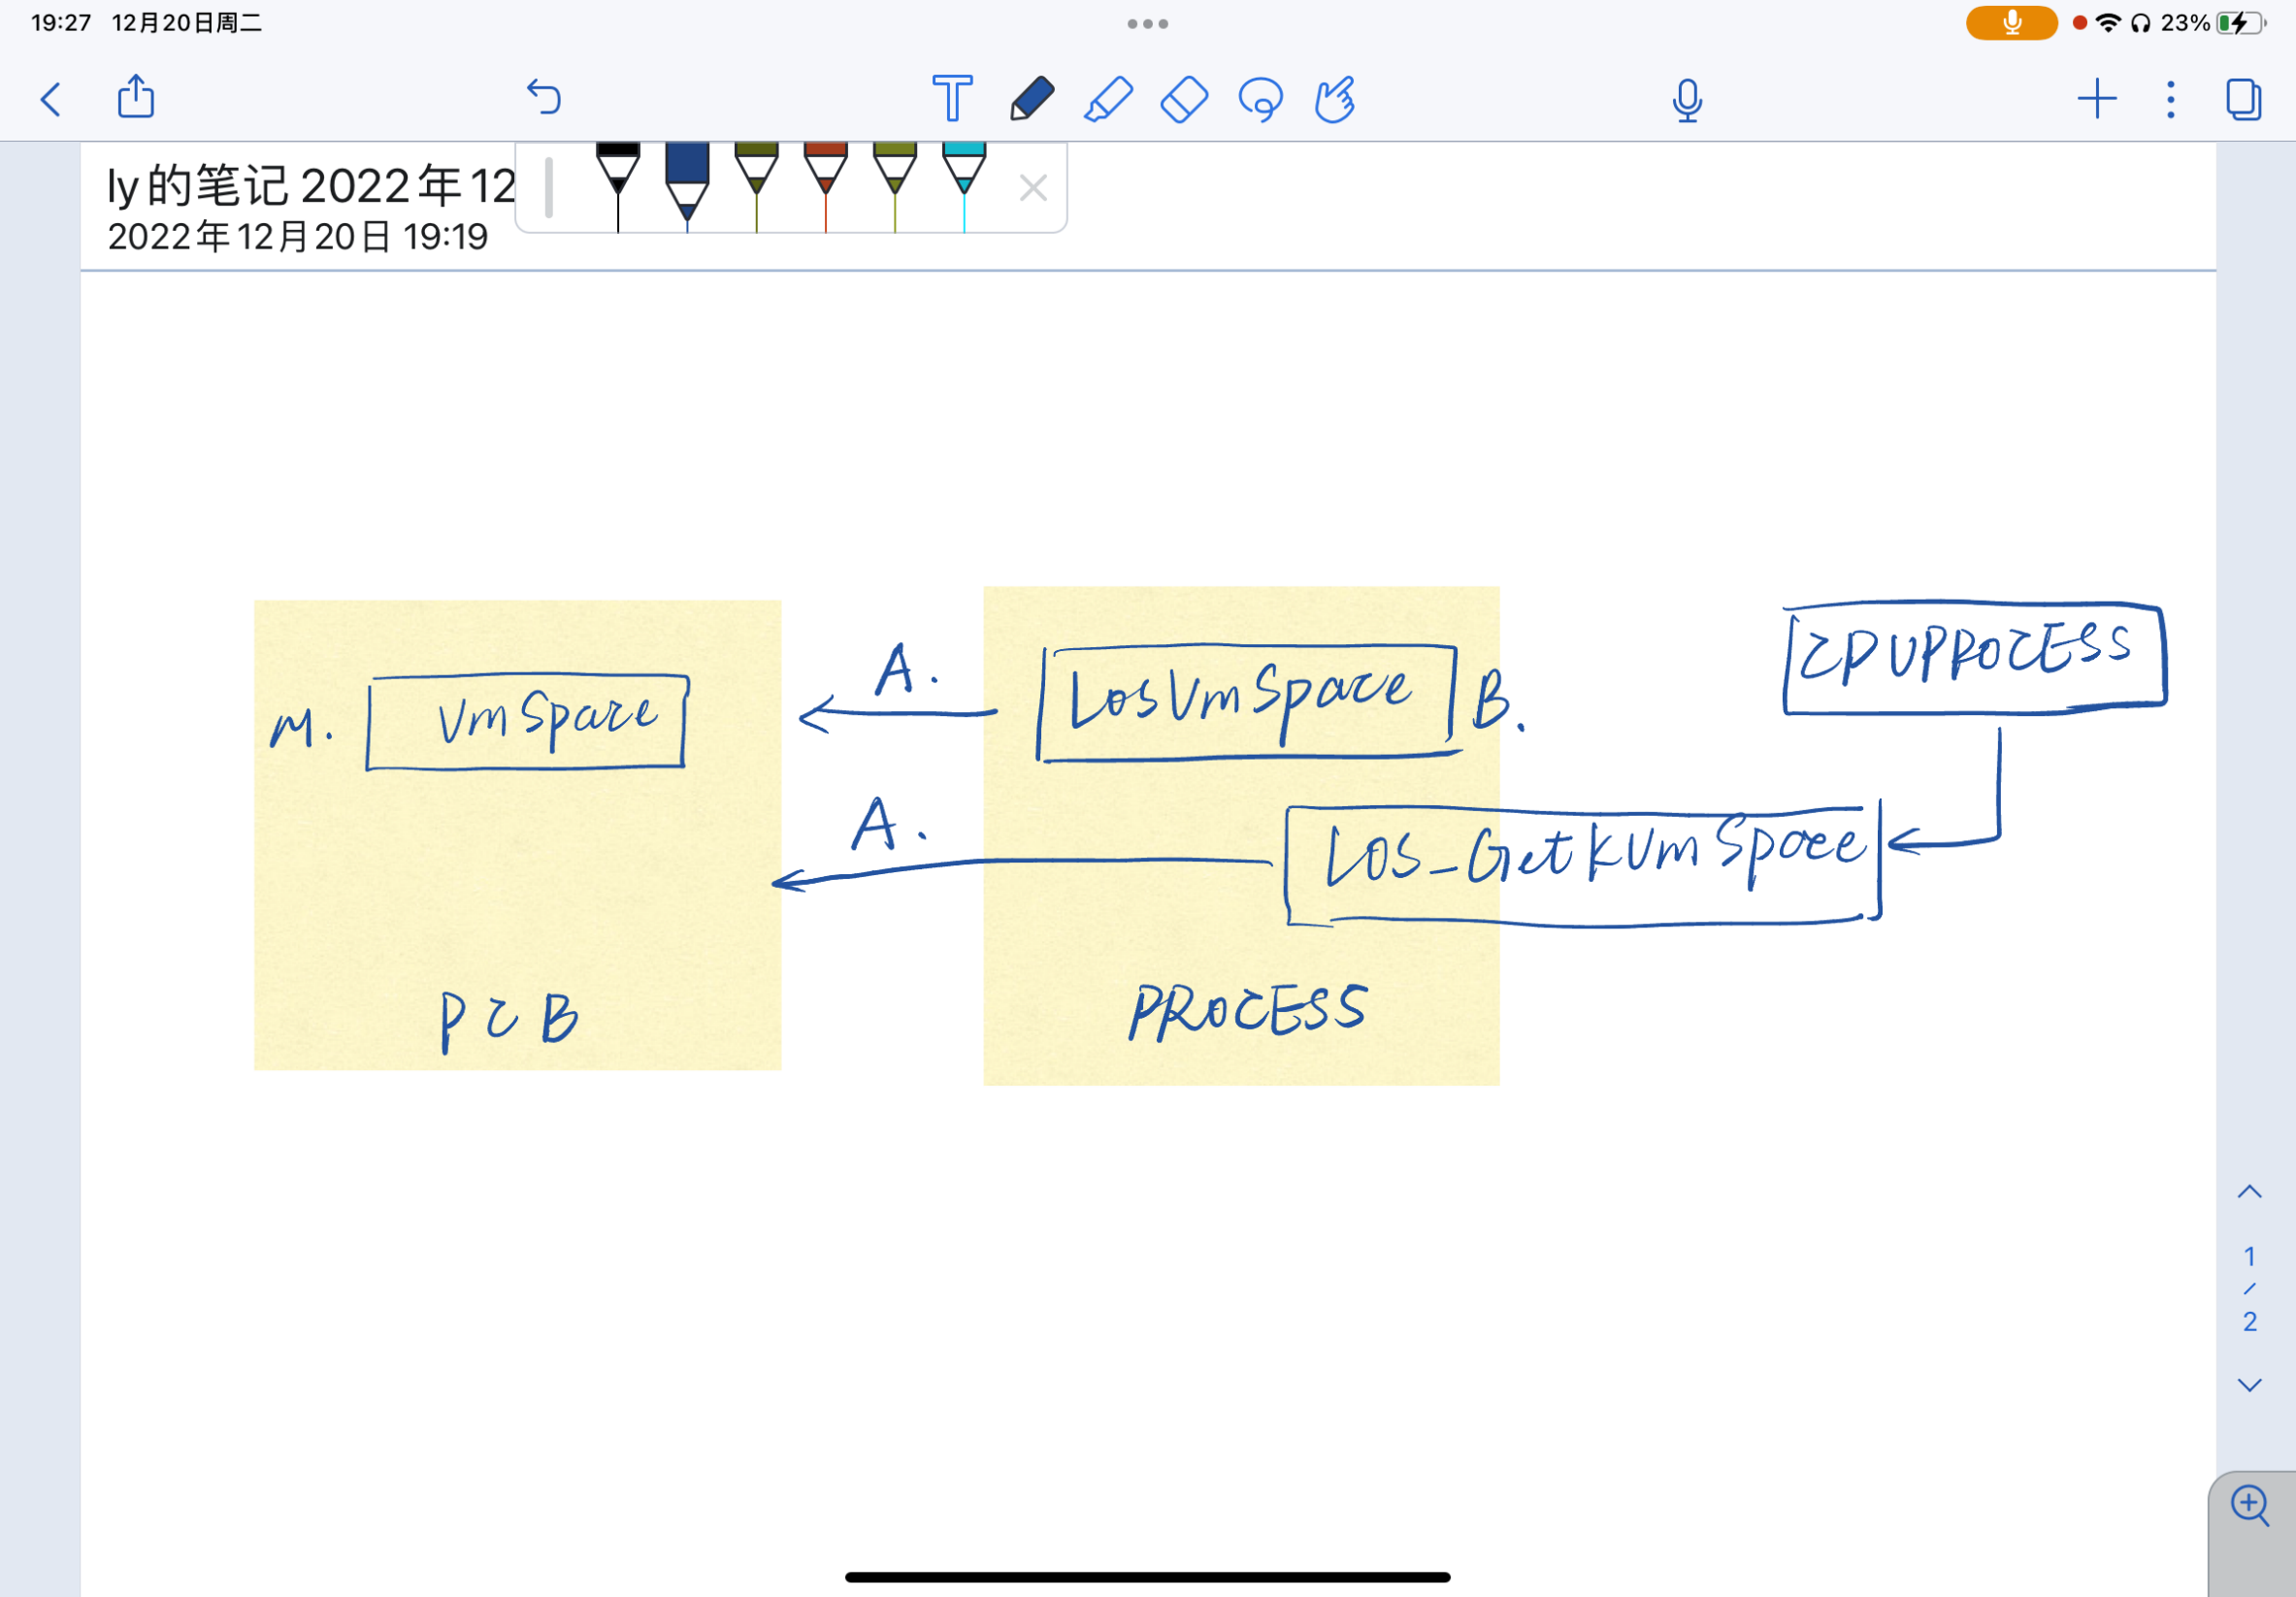 19:27 12月20日周二
23%
T
ly 的笔记 2022年12
2022年12月20日 19:19
M.
VmSpace
A.
LosVmSpace
B.
CPUPROCESS
A.
LOS_GetKVmSpace
PCB
PROCESS
1
/
2